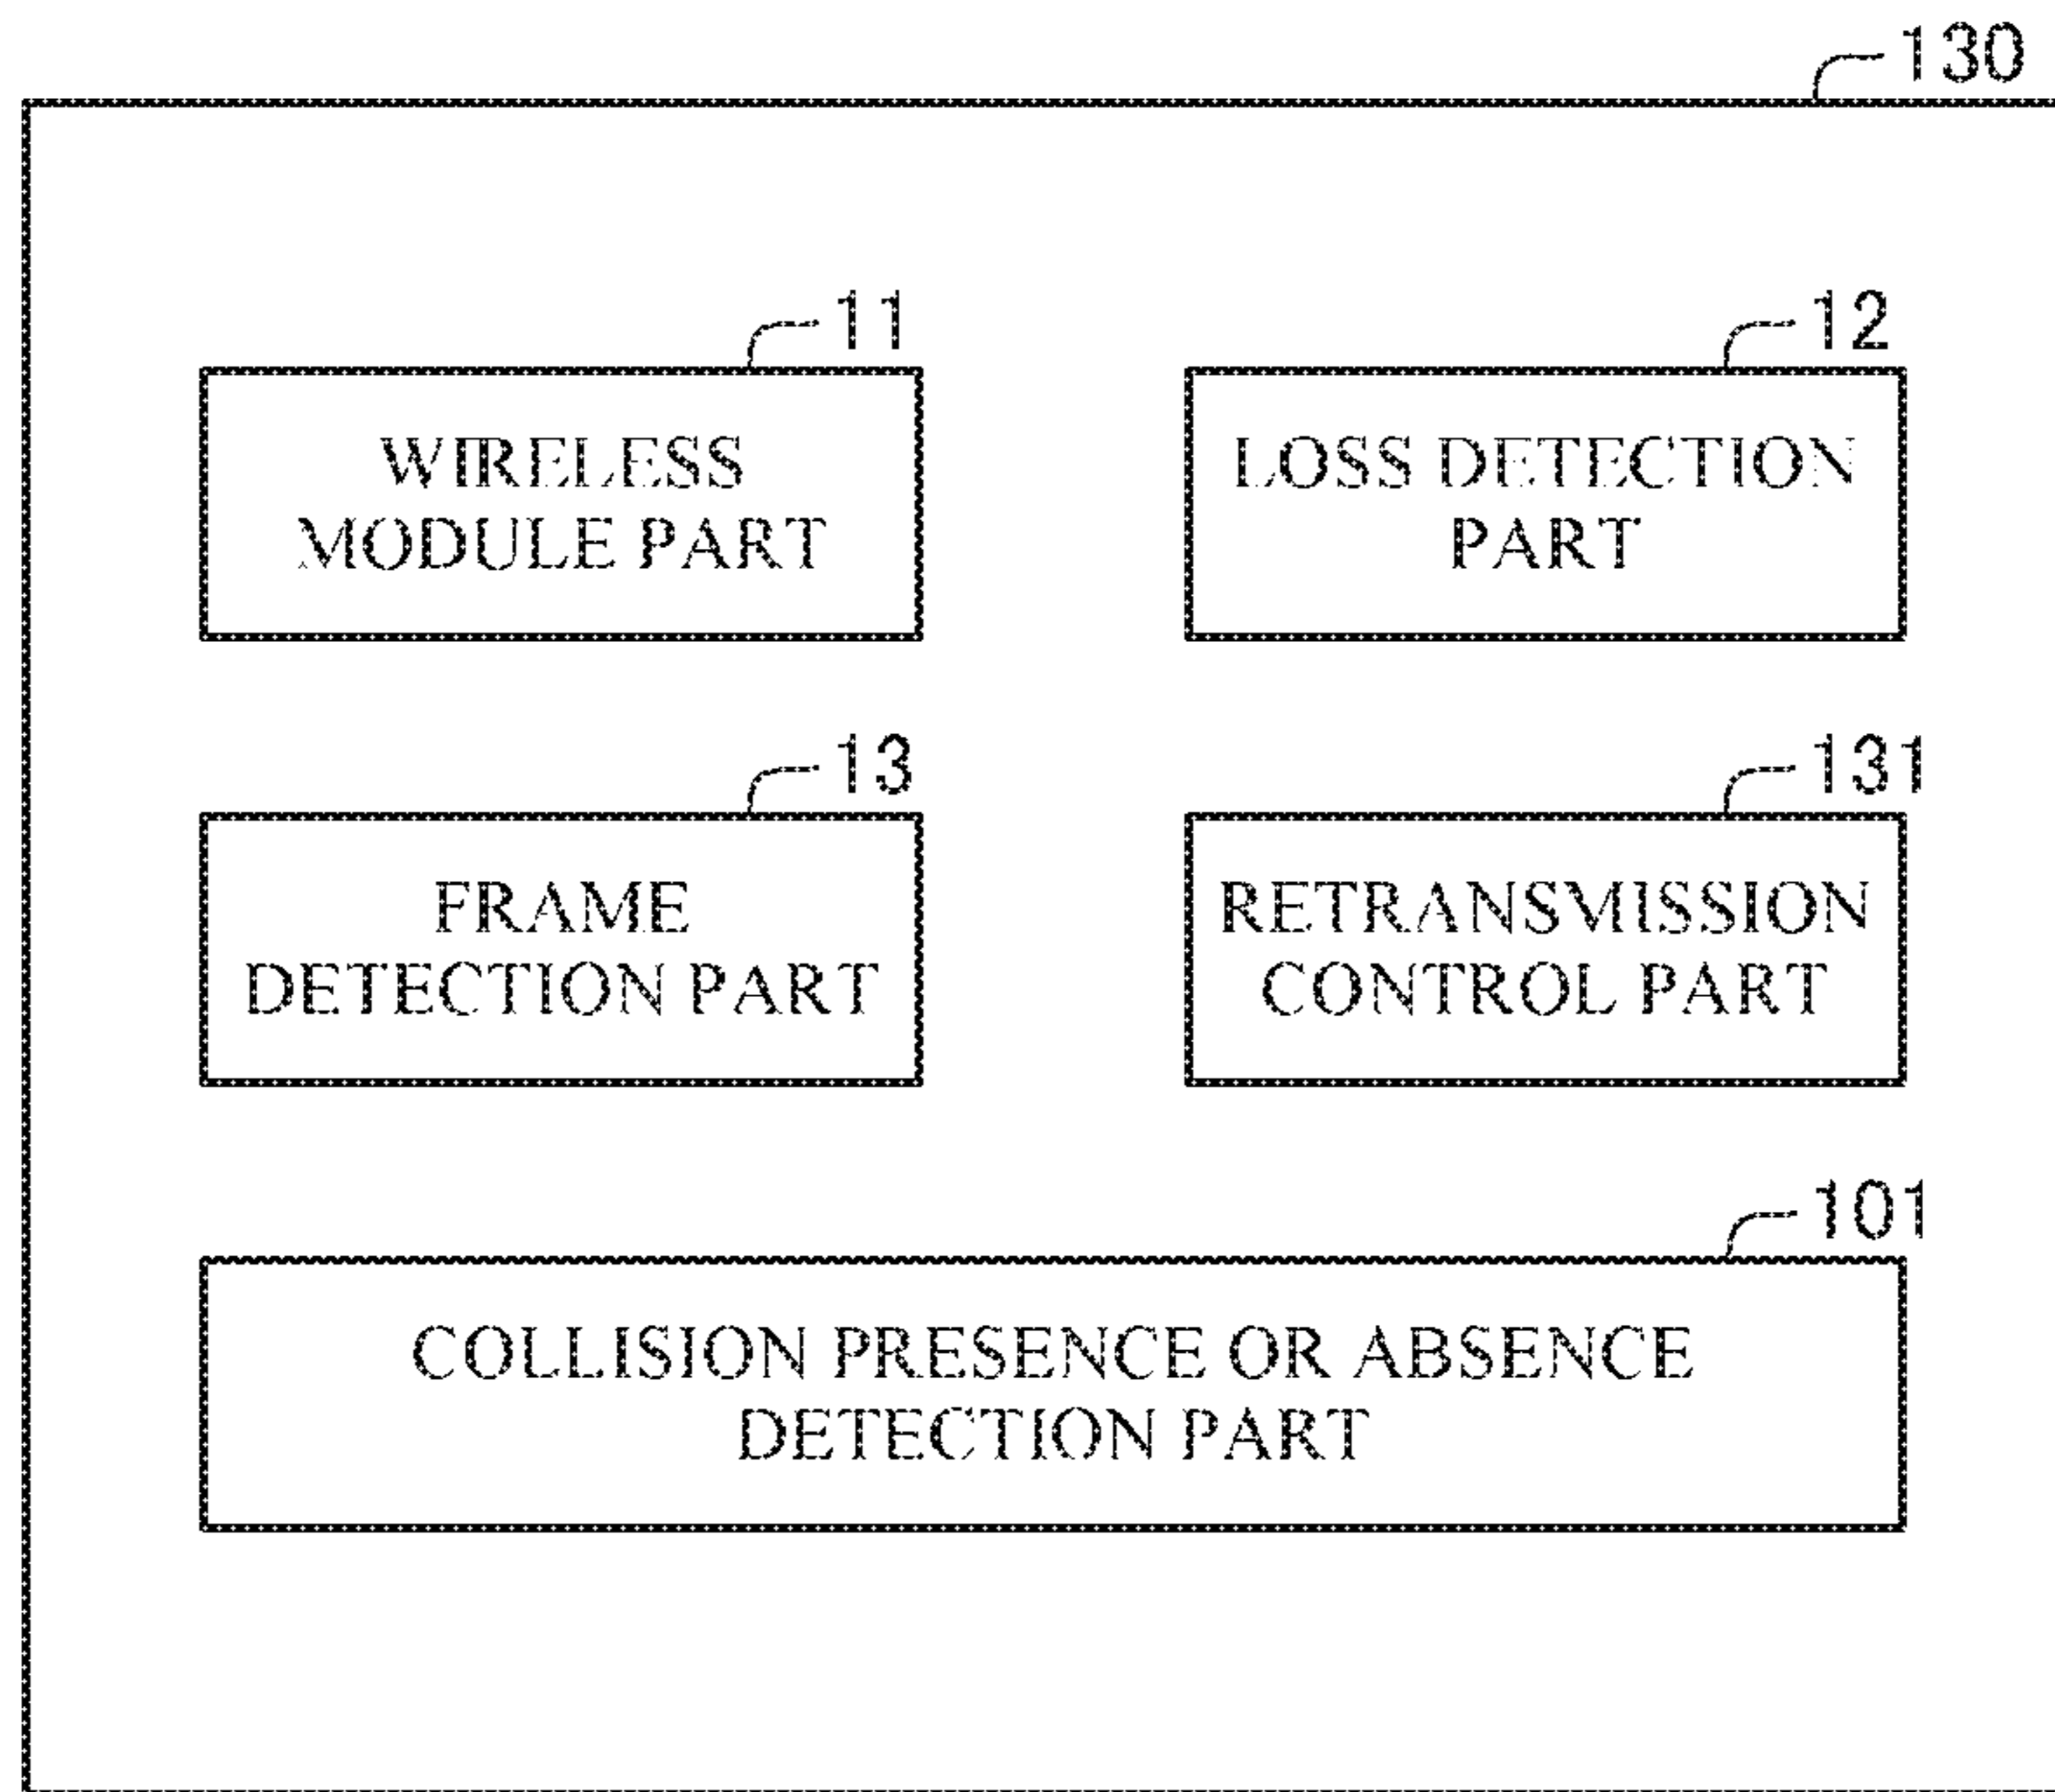 130
11
WIRELESS
MODULE PART
12
LOSS DETECTION
PART
13
FRAME
DETECTION PART
131
RETRANSMISSION
CONTROL PART
101
COLLISION PRESENCE OR ABSENCE
DETECTION PART